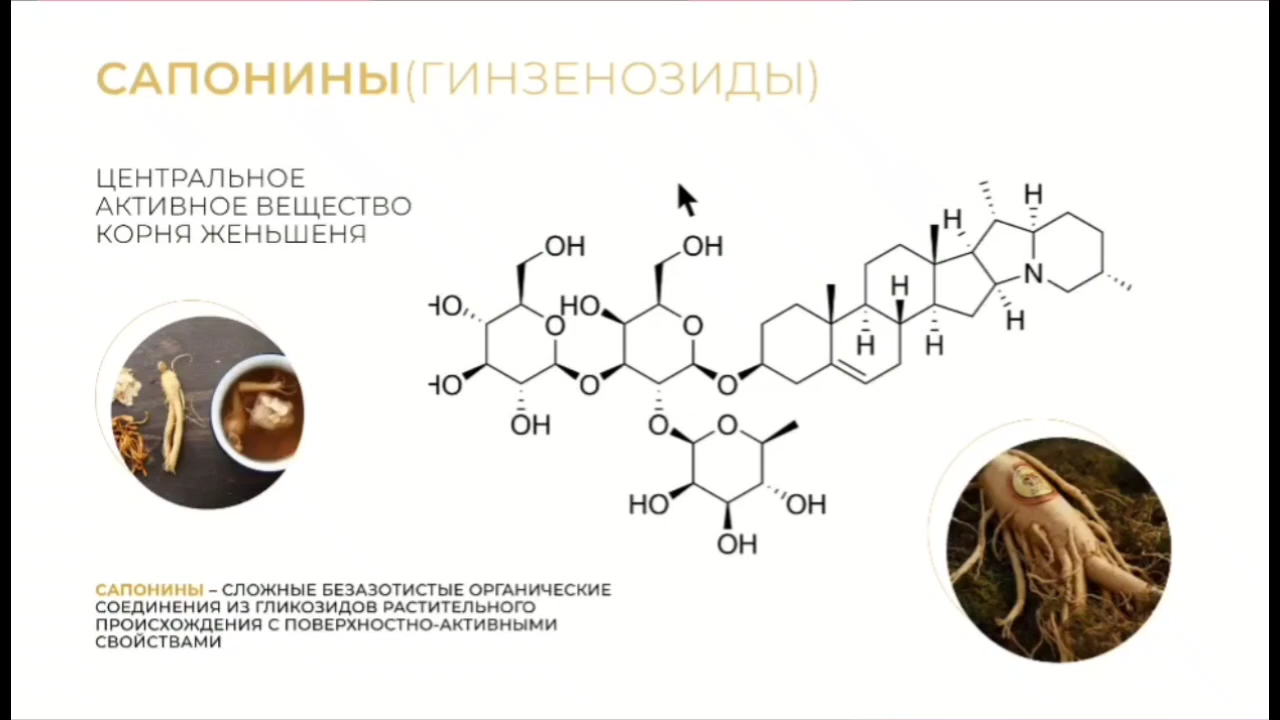 САПОНИНЫ(ГИНЗЕНОЗИДЫ)
ЦЕНТРАЛЬНОЕ
АКТИВНОЕ ВЕЩЕСТВО
КОРНЯ ЖЕНЬШЕНЯ
OH
OH
HO
HO
O
O
HO
O
O
OH
O
O
HO
OH
OH
H
H
H
H
H
H
N
САПОНИНЫ – СЛОЖНЫЕ БЕЗАЗОТИСТЫЕ ОРГАНИЧЕСКИЕ
СОЕДИНЕНИЯ ИЗ ГЛИКОЗИДОВ РАСТИТЕЛЬНОГО
ПРОИСХОЖДЕНИЯ С ПОВЕРХНОСТНО-АКТИВНЫМИ
СВОЙСТВАМИ